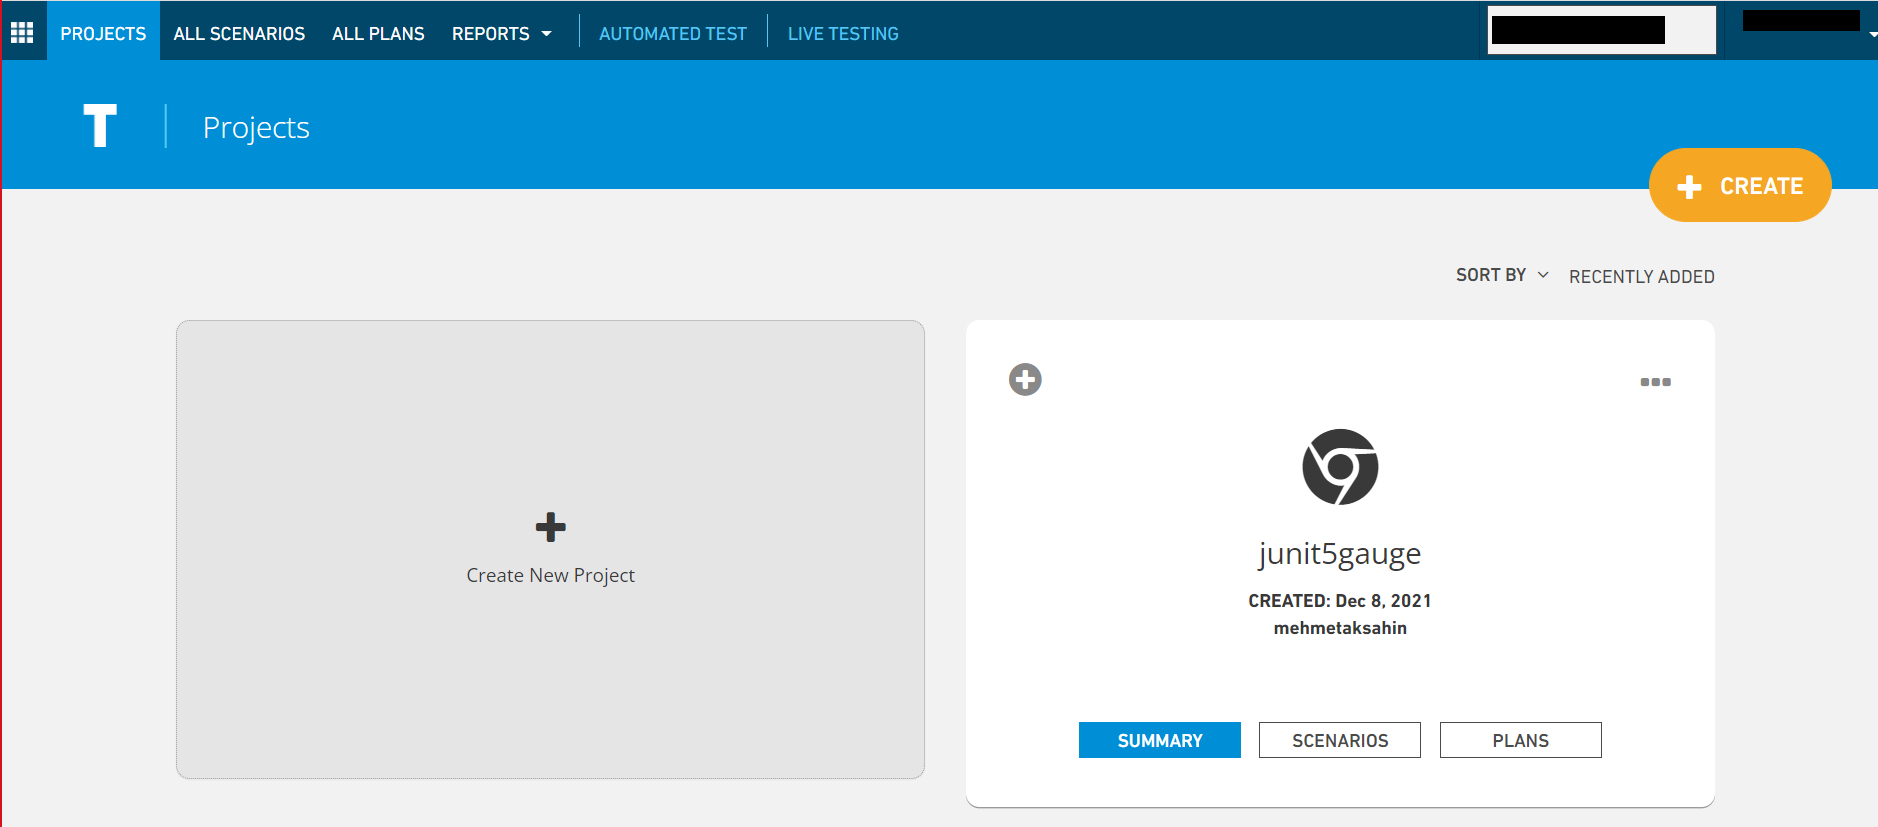 PROJECTS ALL SCENARIOS ALL PLANS REPORTS AUTOMATED TEST LIVE TESTING
T Projects
CREATE
SORT BY RECENTLY ADDED
Create New Project
junit5gauge
CREATED: Dec 8, 2021
mehmetaksahin
SUMMARY SCENARIOS PLANS